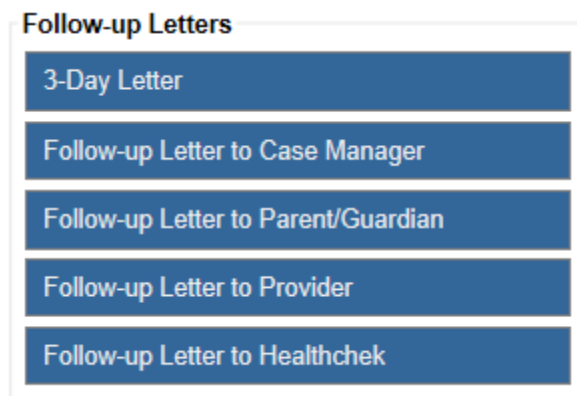 Follow-up Letters
3-Day Letter
Follow-up Letter to Case Manager
Follow-up Letter to Parent/Guardian
Follow-up Letter to Provider
Follow-up Letter to Healthchek